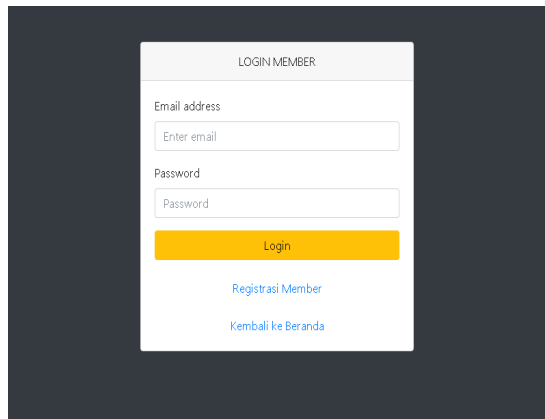 LOGIN MEMBER
Email address
Enter email
Password
Password
Login
Registrasi Member
Kembali ke Beranda